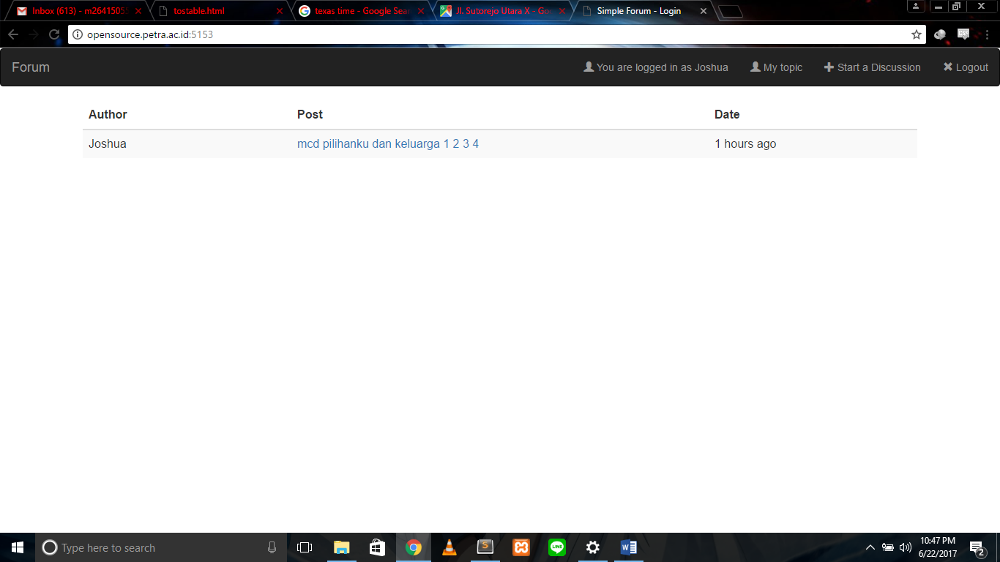 Inbox (613) - m2641505
tostable.html
texas time - Google Sear
Jl. Sutorejo Utara X - Goo
Simple Forum - Login
opensource.petra.ac.id:5153
Forum
You are logged in as Joshua
My topic
Start a Discussion
Logout
Author Post Date
Joshua mcd pilihanku dan keluarga 1 2 3 4 1 hours ago
Type here to search
10:47 PM
6/22/2017
2